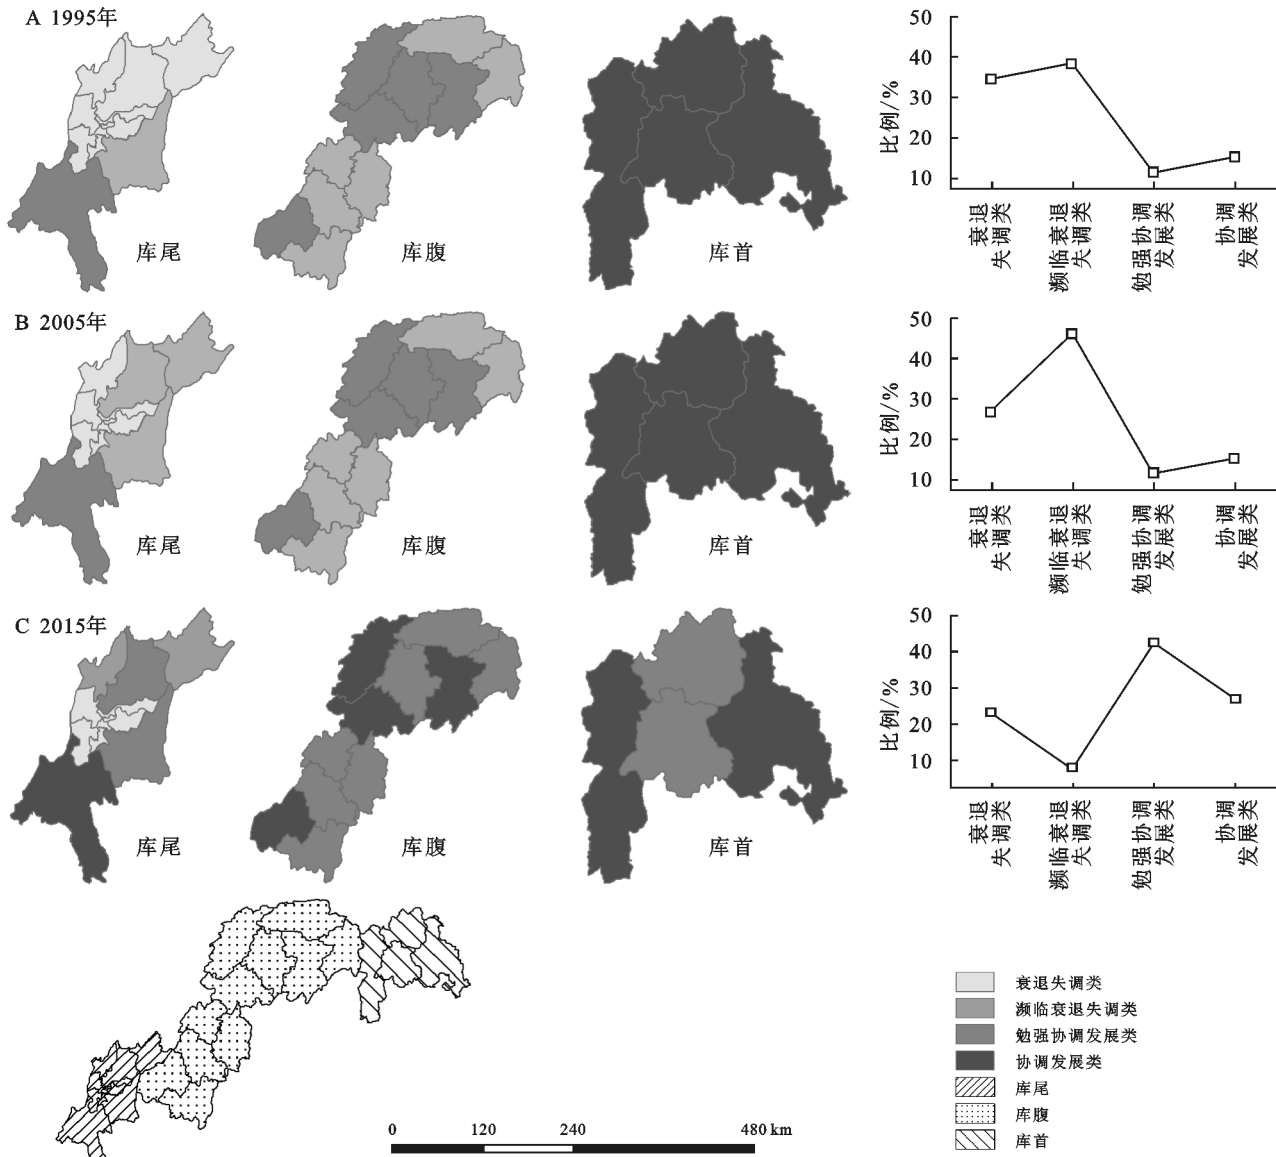 A 1995年
库尾
库腹
库首
50
40
30
20
10
比例/%
衰退
失调类
濒临衰退
失调类
勉强协调
发展类
协调
发展类
B 2005年
库尾
库腹
库首
50
40
30
20
10
比例/%
衰退
失调类
濒临衰退
失调类
勉强协调
发展类
协调
发展类
C 2015年
库尾
库腹
库首
50
40
30
20
10
比例/%
衰退
失调类
濒临衰退
失调类
勉强协调
发展类
协调
发展类
衰退失调类
濒临衰退失调类
勉强协调发展类
协调发展类
库尾
库腹
库首
0 120 240 480 km